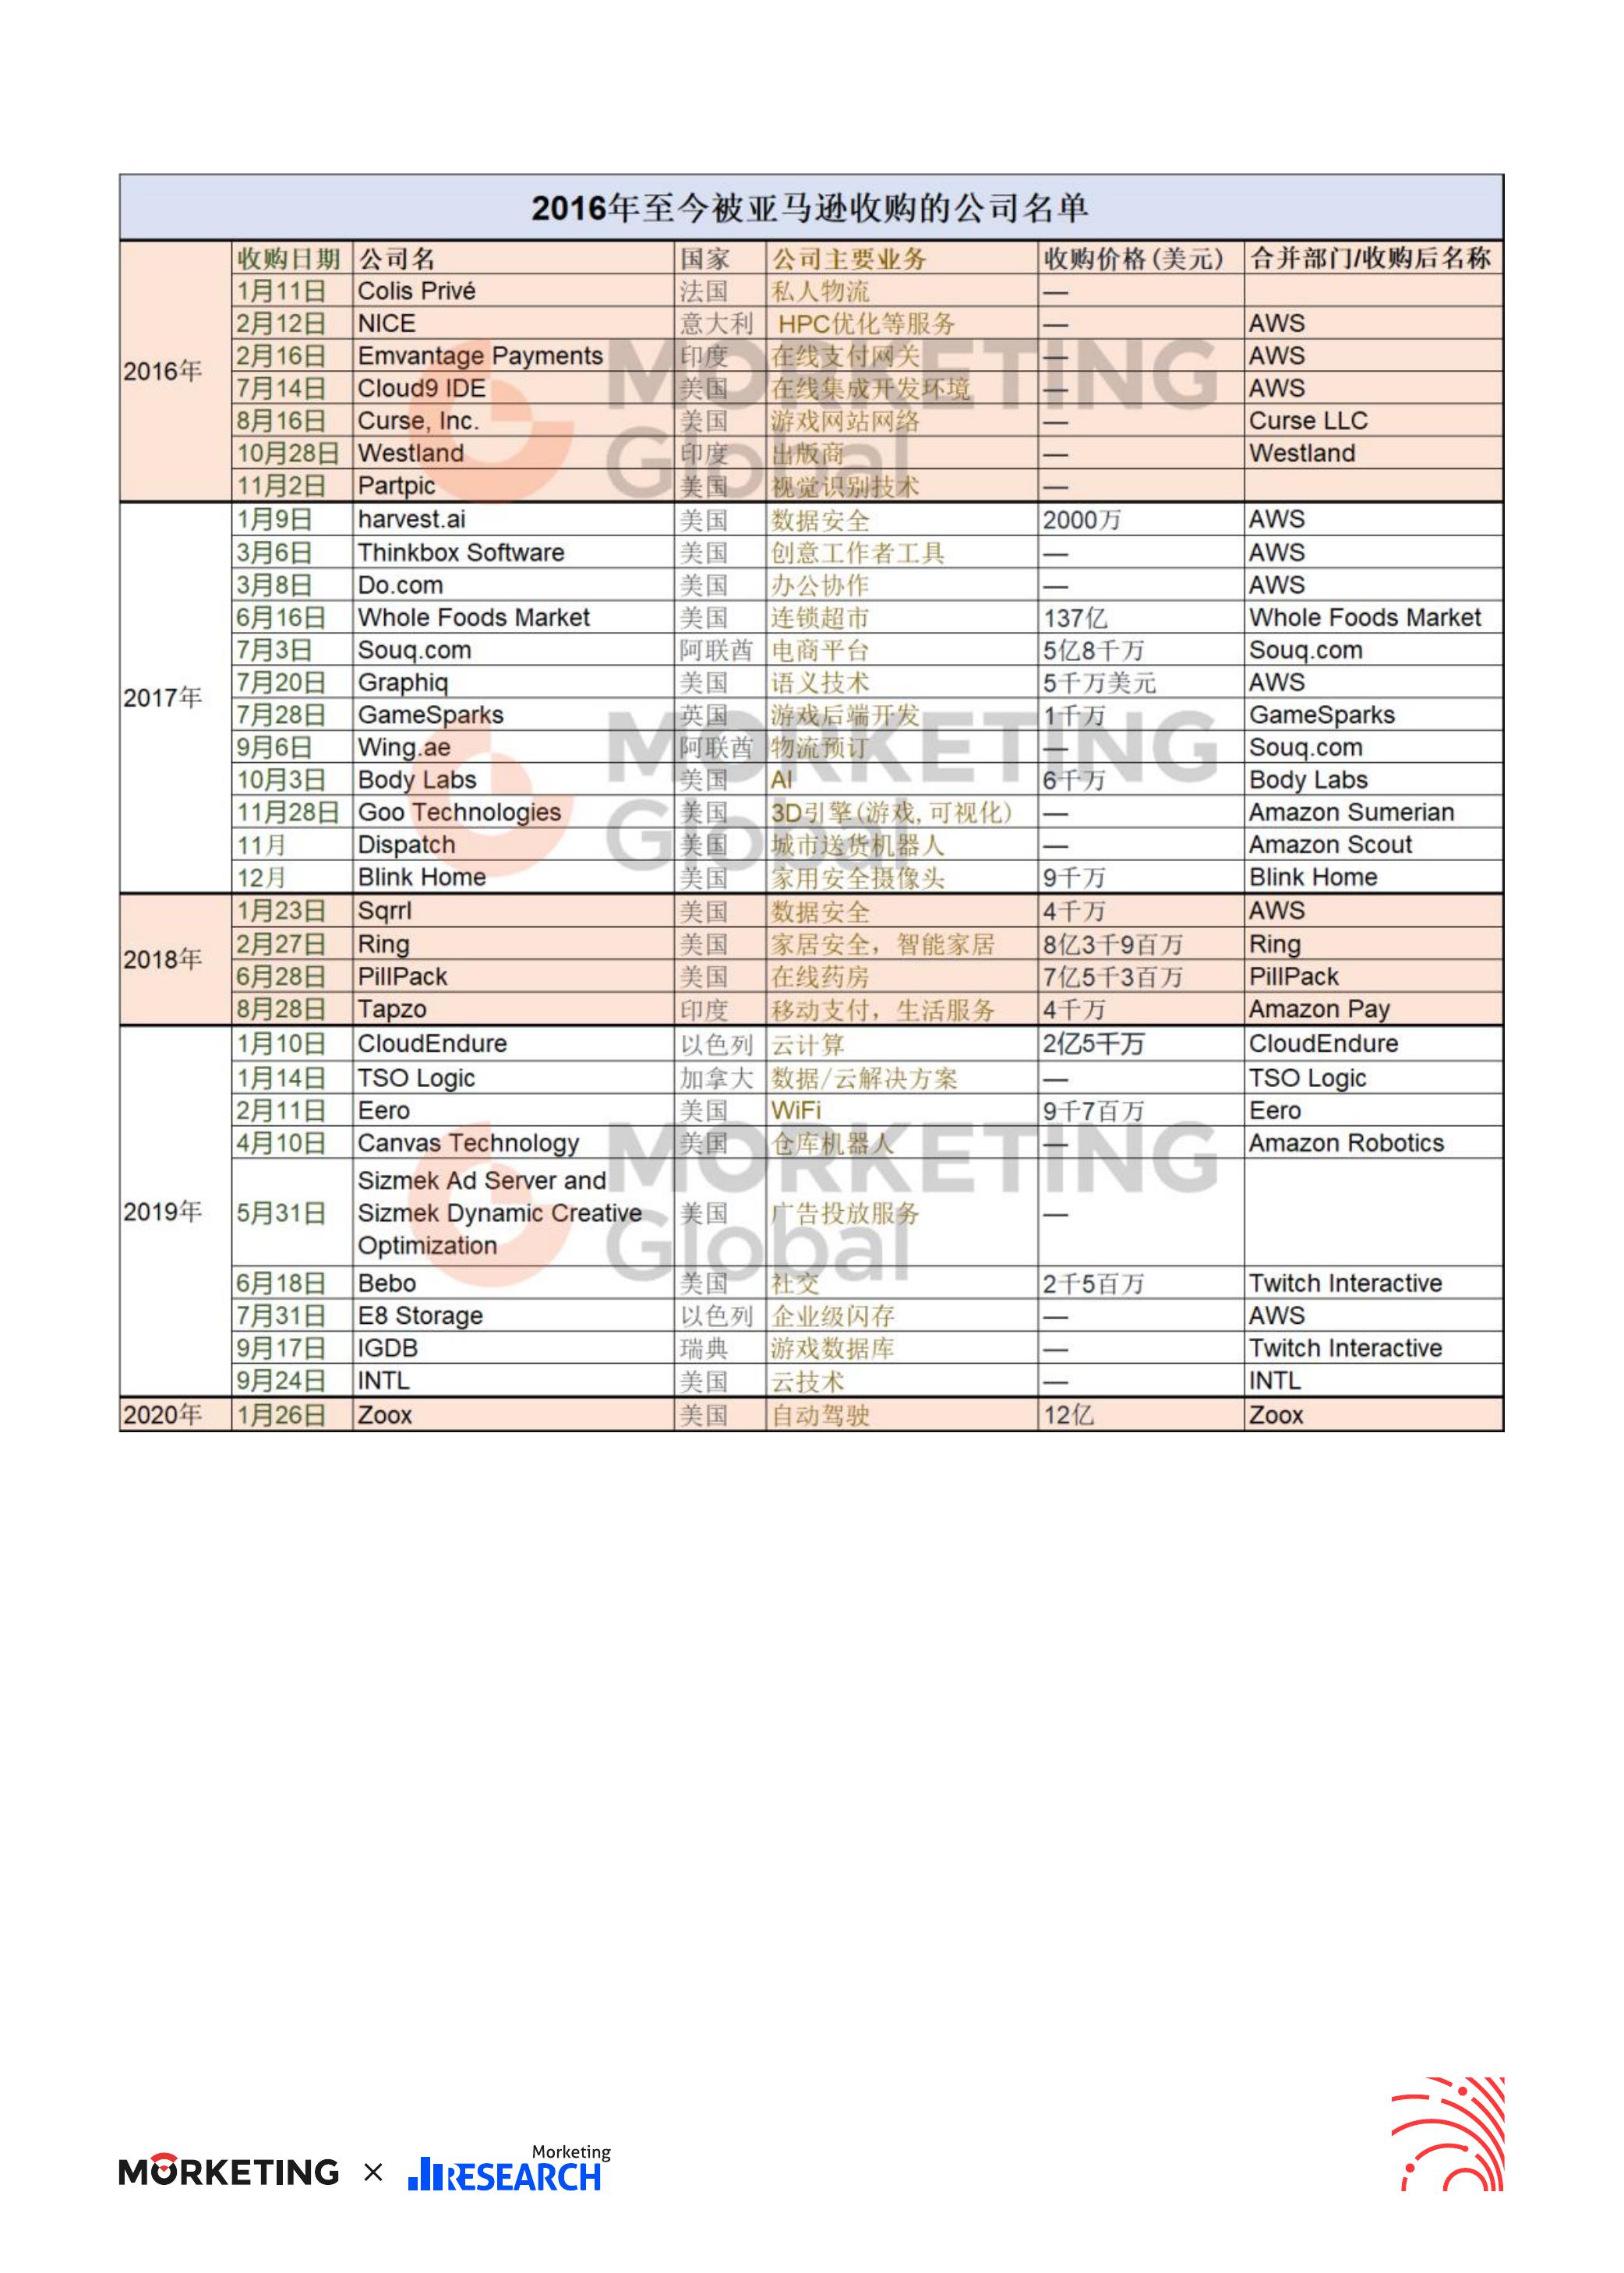 2016年至今被亚马逊收购的公司名单
收购日期 公司名 国家 公司主要业务 收购价格(美元) 合并部门/收购后名称
2016年
1月11日 Colis Privé 法国 私人物流 —
2月12日 NICE 意大利 HPC优化等服务 — AWS
2月16日 Emvantage Payments 印度 在线支付网关 — AWS
7月14日 Cloud9 IDE 美国 在线集成开发环境 — AWS
8月16日 Curse, Inc. 美国 游戏网站网络 — Curse LLC
10月28日 Westland 印度 出版商 — Westland
11月2日 Partpic 美国 视觉识别技术 —
2017年
1月9日 harvest.ai 美国 数据安全 2000万 AWS
3月6日 Thinkbox Software 美国 创意工作者工具 — AWS
3月8日 Do.com 美国 办公协作 — AWS
6月16日 Whole Foods Market 美国 连锁超市 137亿 Whole Foods Market
7月3日 Souq.com 阿联酋 电商平台 5亿8千万 Souq.com
7月20日 Graphiq 美国 语义技术 5千万美元 AWS
7月28日 GameSparks 英国 游戏后端开发 1千万 GameSparks
9月6日 Wing.ae 阿联酋 物流预订 — Souq.com
10月3日 Body Labs 美国 AI 6千万 Body Labs
11月28日 Goo Technologies 美国 3D引擎(游戏,可视化) — Amazon Sumerian
11月 Dispatch 美国 城市送货机器人 — Amazon Scout
12月 Blink Home 美国 家用安全摄像头 9千万 Blink Home
2018年
1月23日 Sqrrl 美国 数据安全 4千万 AWS
2月27日 Ring 美国 家居安全，智能家居 8亿3千9百万 Ring
6月28日 PillPack 美国 在线药房 7亿5千3百万 PillPack
8月28日 Tapzo 印度 移动支付，生活服务 4千万 Amazon Pay
2019年
1月10日 CloudEndure 以色列 云计算 2亿5千万 CloudEndure
1月14日 TSO Logic 加拿大 数据/云解决方案 — TSO Logic
2月11日 Eero 美国 WiFi 9千7百万 Eero
4月10日 Canvas Technology 美国 仓库机器人 — Amazon Robotics
Sizmek Ad Server and
5月31日 Sizmek Dynamic Creative 美国 广告投放服务 —
Optimization
6月18日 Bebo 美国 社交 2千5百万 Twitch Interactive
7月31日 E8 Storage 以色列 企业级闪存 — AWS
9月17日 IGDB 瑞典 游戏数据库 — Twitch Interactive
9月24日 INTL 美国 云技术 — INTL
2020年 1月26日 Zoox 美国 自动驾驶 12亿 Zoox
MORKETING
Global
MORKETING
Global
MORKETING
Global
MORKETING × Morketing
RESEARCH